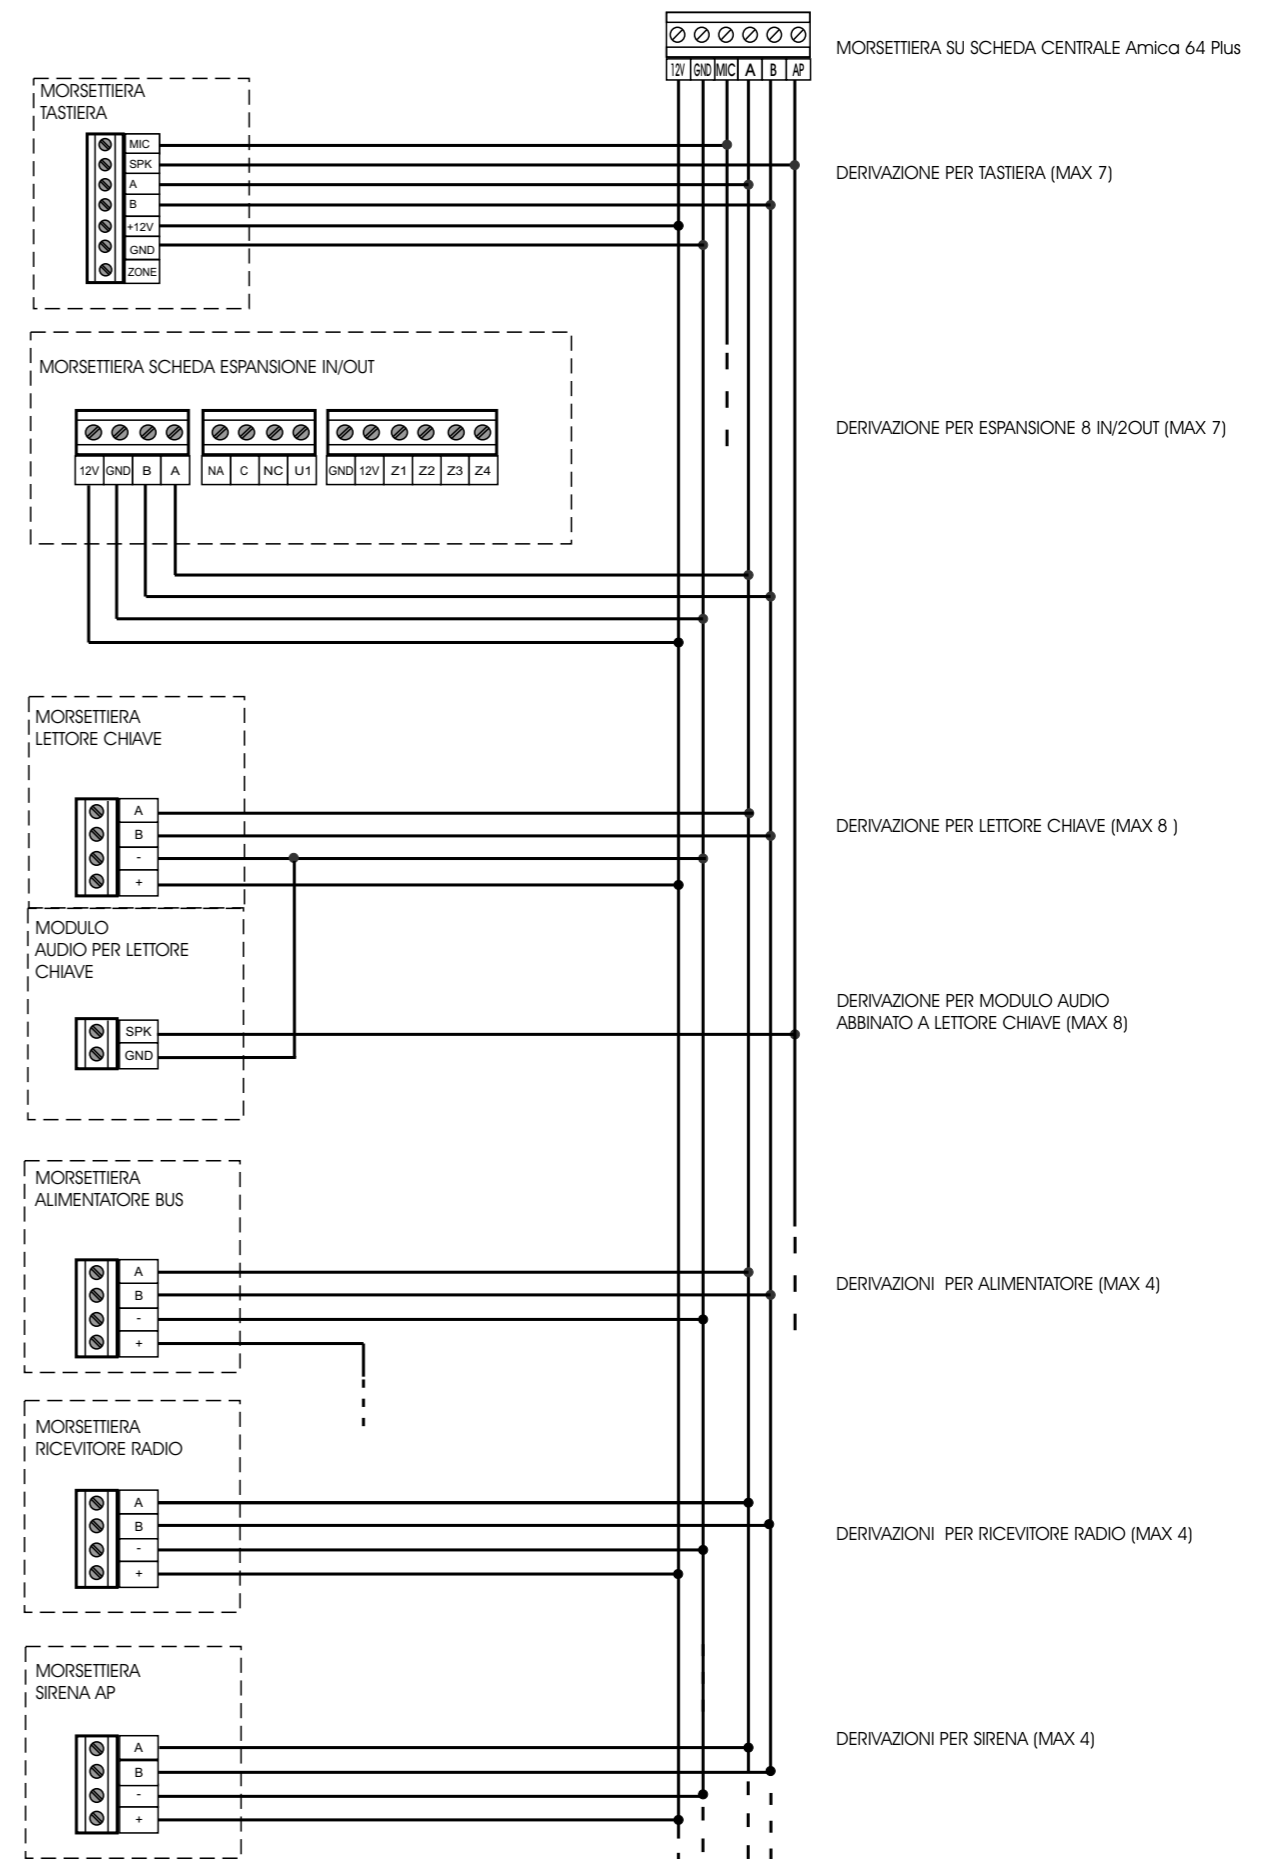 MORSETTIERA SU SCHEDA CENTRALE Amica 64 Plus
12V GND MIC A B AP
MORSETTIERA
TASTIERA
MIC
SPK
A
B
+12V
GND
ZONE
DERIVAZIONE PER TASTIERA (MAX 7)
MORSETTIERA SCHEDA ESPANSIONE IN/OUT
12V GND B A NA C NC U1 GND 12V Z1 Z2 Z3 Z4
DERIVAZIONE PER ESPANSIONE 8 IN/2OUT (MAX 7)
MORSETTIERA
LETTORE CHIAVE
A
B
-
+
DERIVAZIONE PER LETTORE CHIAVE (MAX 8 )
MODULO
AUDIO PER LETTORE
CHIAVE
SPK
GND
DERIVAZIONE PER MODULO AUDIO
ABBINATO A LETTORE CHIAVE (MAX 8)
MORSETTIERA
ALIMENTATORE BUS
A
B
-
+
DERIVAZIONI PER ALIMENTATORE (MAX 4)
MORSETTIERA
RICEVITORE RADIO
A
B
-
+
DERIVAZIONI PER RICEVITORE RADIO (MAX 4)
MORSETTIERA
SIRENA AP
A
B
-
+
DERIVAZIONI PER SIRENA (MAX 4)